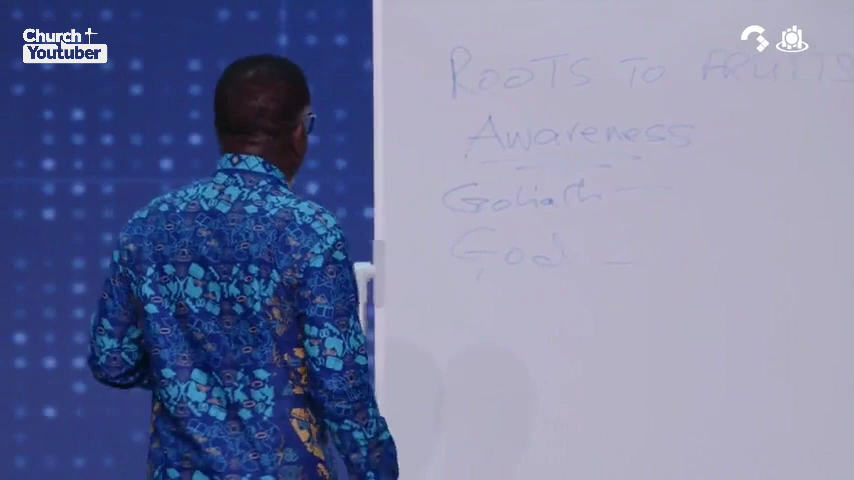 Church
Youtuber
ROOTS TO FRUITS
Awareness
Goliath —
God —